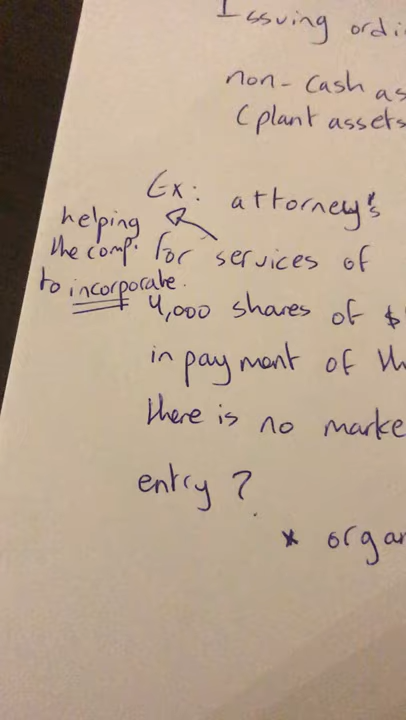 Issuing ordi
non-cash as
(plant assets
Ex: attorney's
helping
the comp.
to incorporate.
for services of
4,000 shares of $
in payment of th
there is no marke
entry ?
* organ